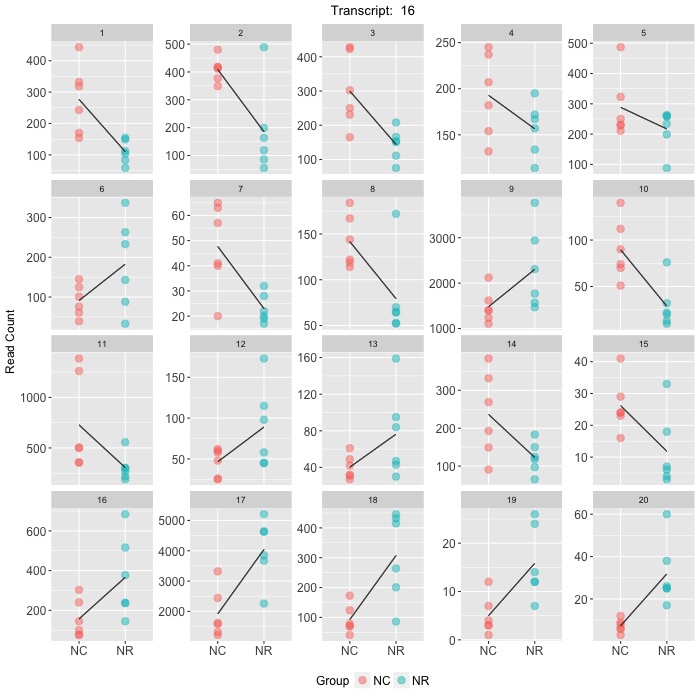 Transcript: 16
1 2 3 4 5
400 300 200 100
500 400 300 200 100
400 300 200 100
250 200 150
500 400 300 200 100
6 7 8 9 10
300 200 100
60 50 40 30 20
150 100 50
3000 2000 1000
100 50
Read Count
11 12 13 14 15
1000 500
150 100 50
160 120 80 40
300 200 100
40 30 20 10
16 17 18 19 20
600 400 200
5000 4000 3000 2000
400 300 200 100
20 10 0
60 40 20
NC NR NC NR NC NR NC NR NC NR
Group NC NR